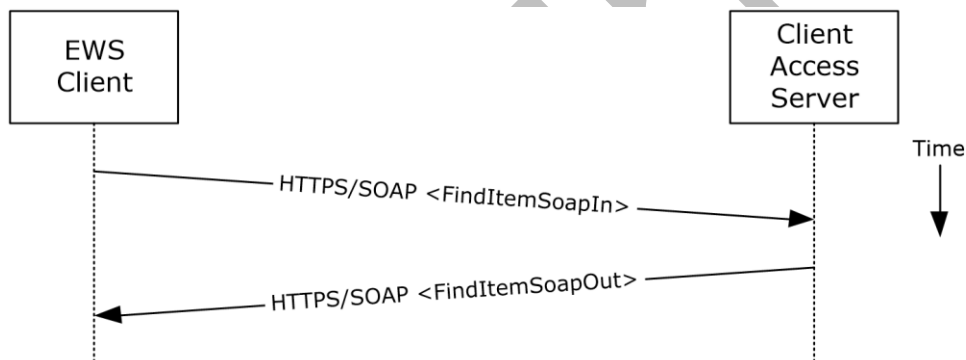 EWS
Client
Client
Access
Server
Time
HTTPS/SOAP <FindItemSoapIn>
HTTPS/SOAP <FindItemSoapOut>